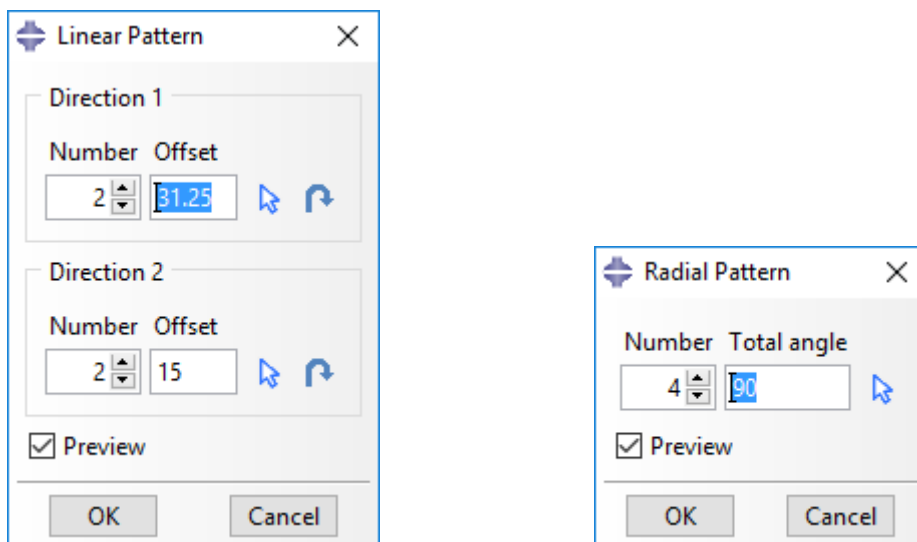 Linear Pattern
Direction 1
Number Offset
2 31.25
Direction 2
Number Offset
2 15
Preview
OK Cancel
Radial Pattern
Number Total angle
4 90
Preview
OK Cancel